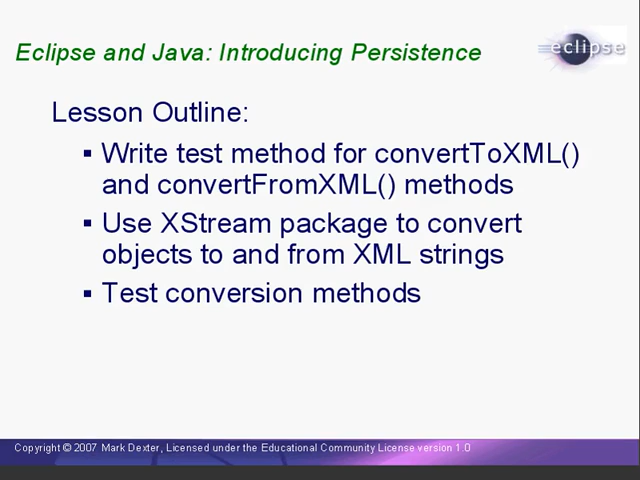 Eclipse and Java: Introducing Persistence
eclipse
Lesson Outline:
▪ Write test method for convertToXML()
and convertFromXML() methods
▪ Use XStream package to convert
objects to and from XML strings
▪ Test conversion methods
Copyright © 2007 Mark Dexter, Licensed under the Educational Community License version 1.0